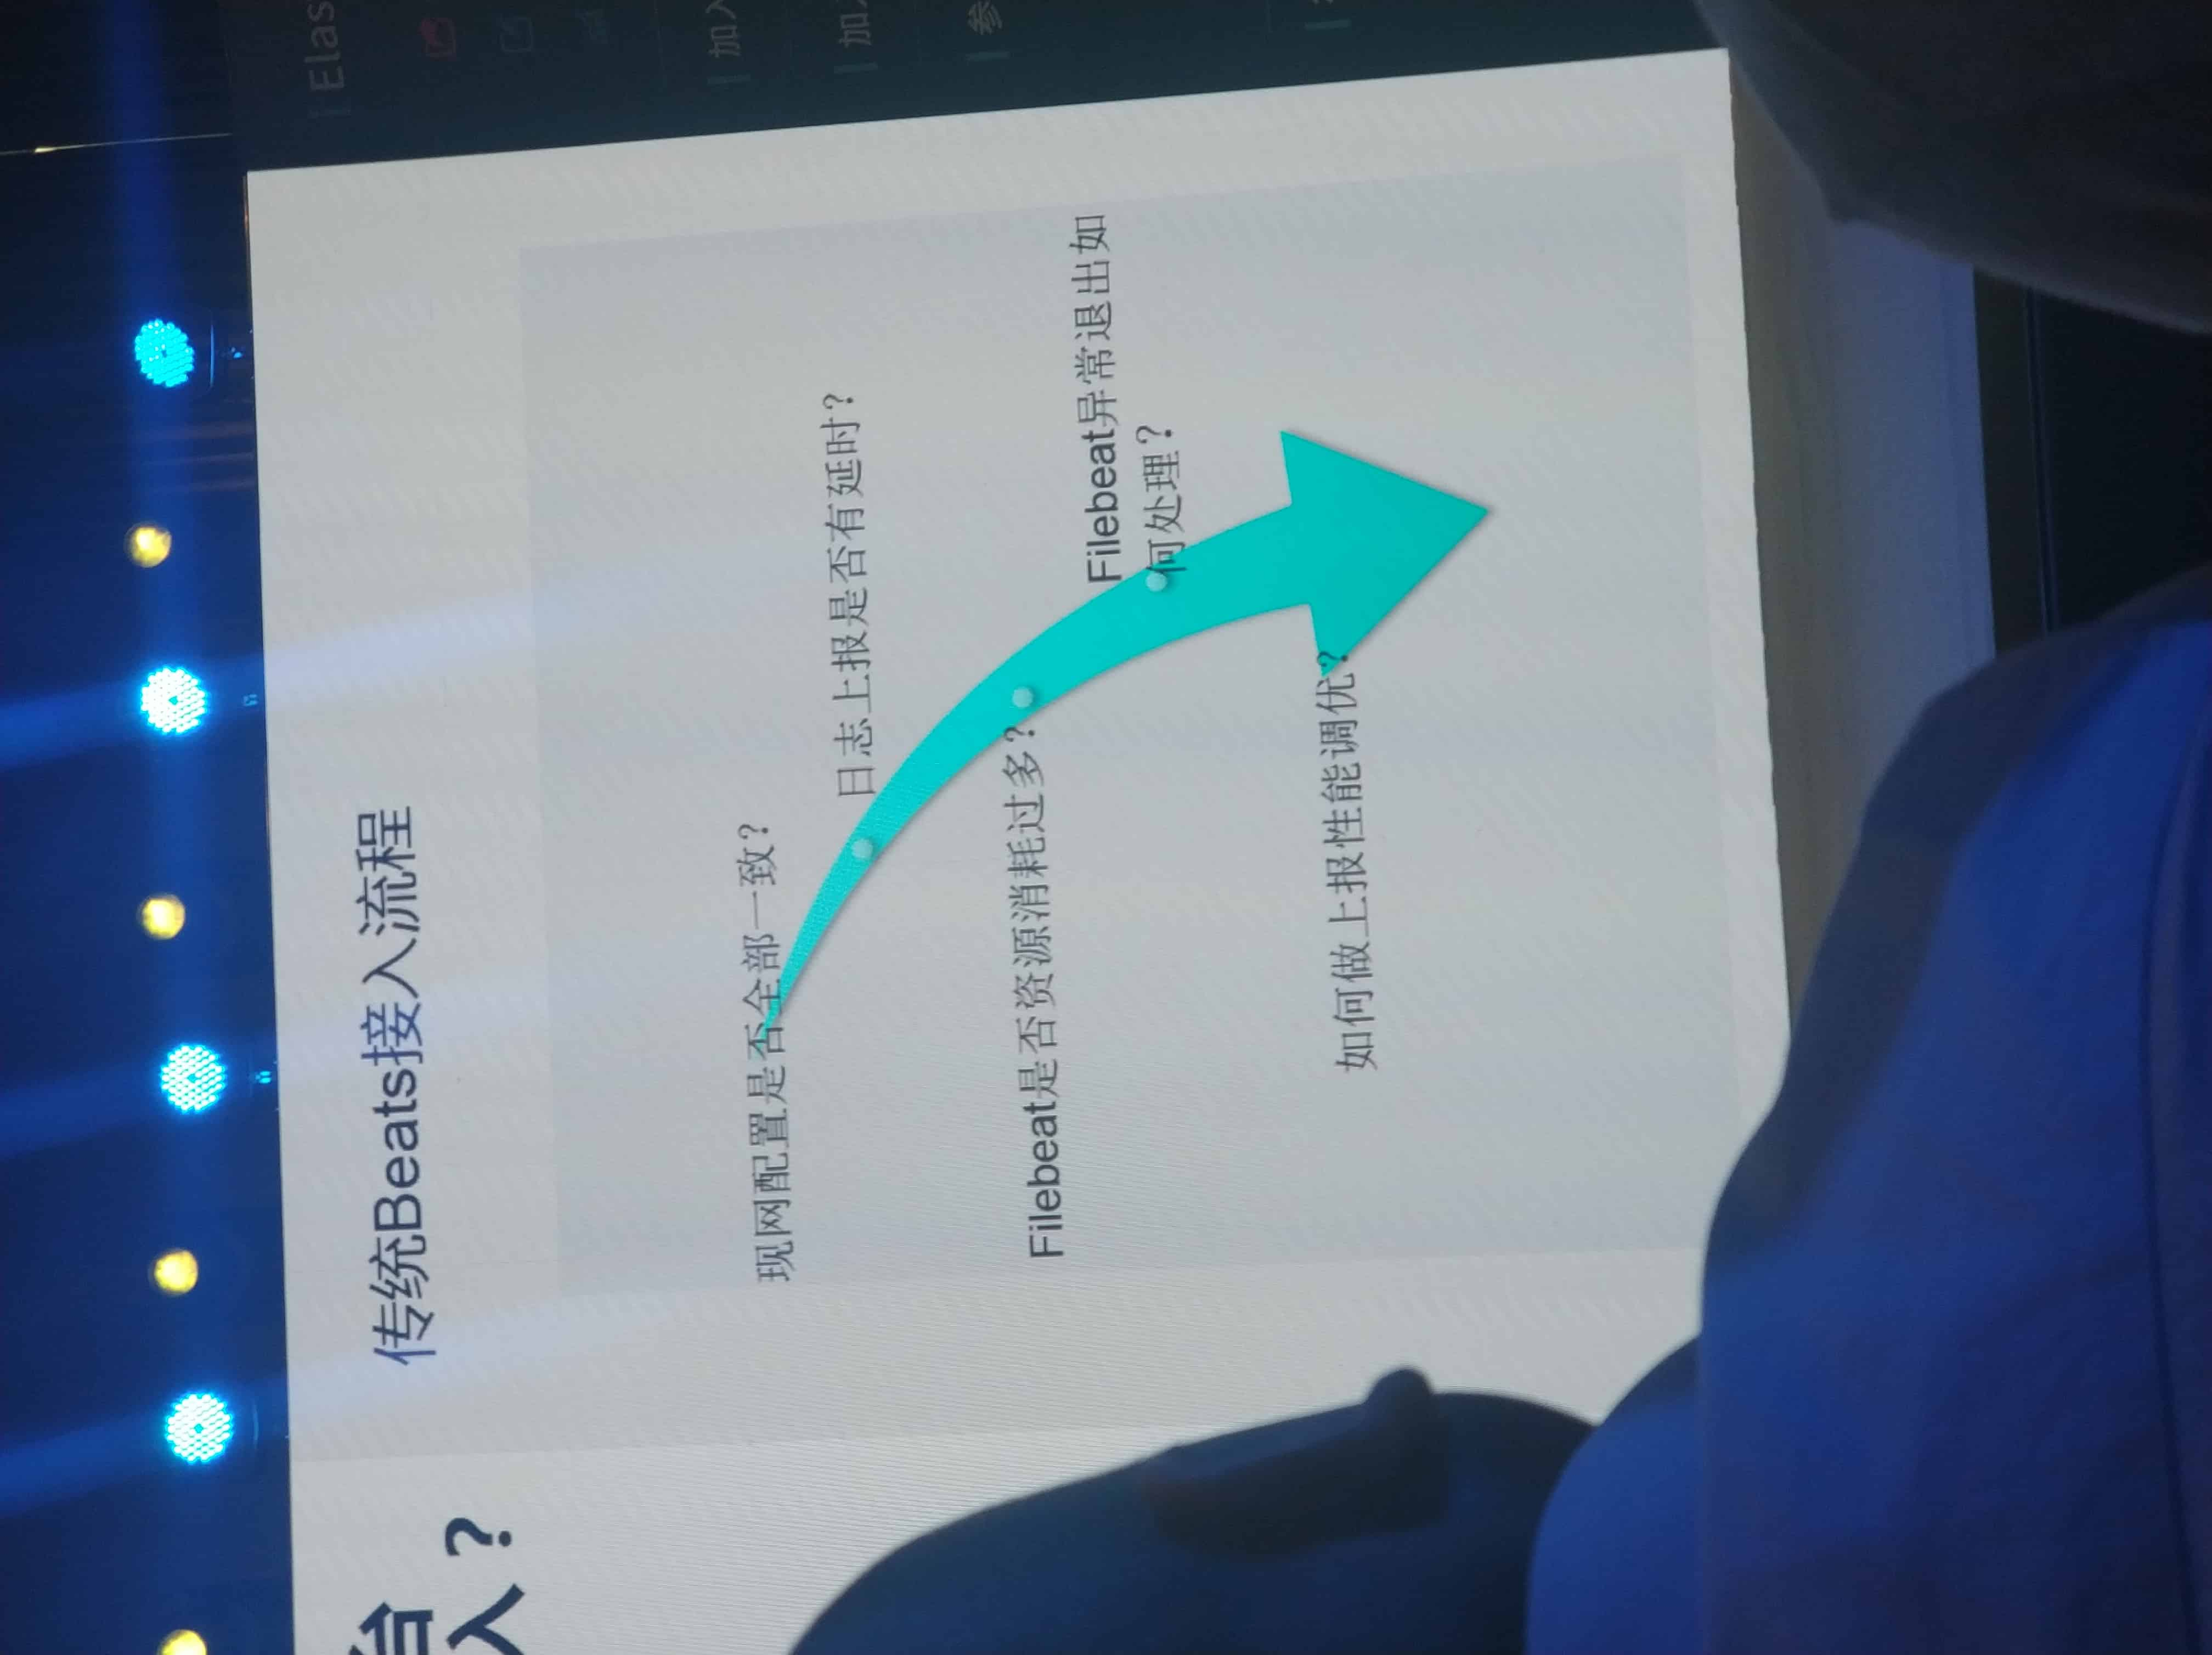 Elas
加入
加入
参
入？
传统Beats接入流程
现网配置是否全部一致？
日志上报是否有延时？
Filebeat是否资源消耗过多？
Filebeat异常退出如
何处理？
如何做上报性能调优？